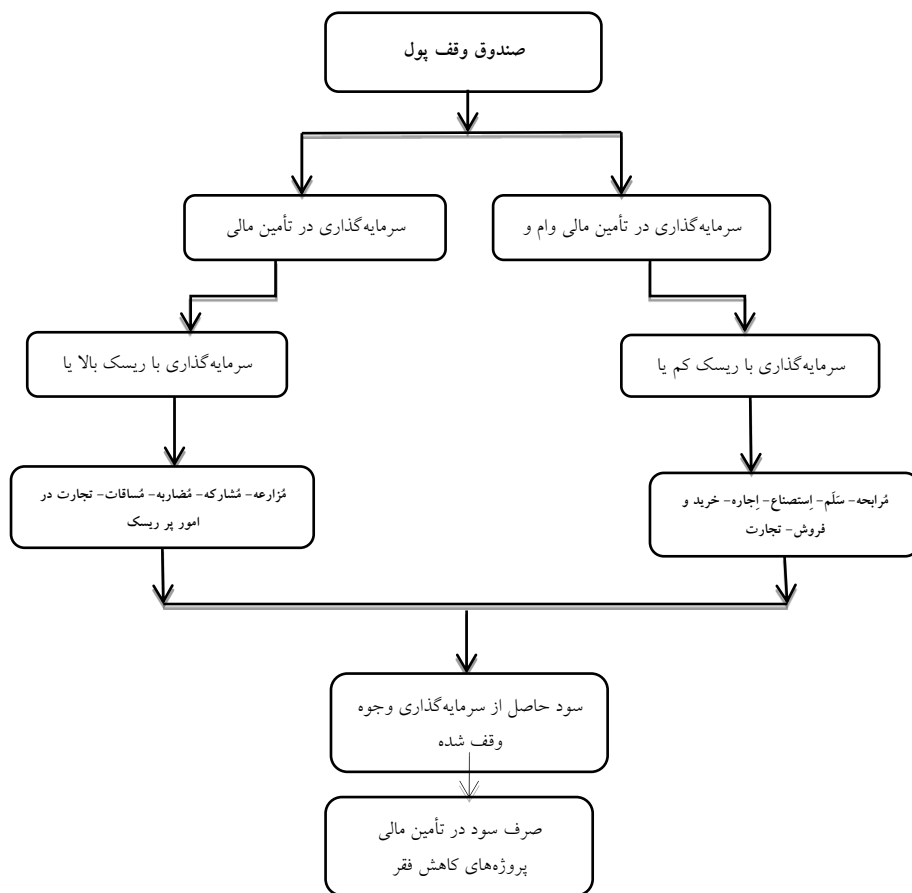 صندوق وقف پول
سرمایه‌گذاری در تأمین مالی وام و
سرمایه‌گذاری در تأمین مالی
سرمایه‌گذاری با ریسک کم یا
سرمایه‌گذاری با ریسک بالا یا
مُرابحه- سَلَم- اِستصناع- اِجاره- خرید و
فروش- تجارت
مُزارعه- مُشارکه- مُضاربه- مُساقات- تجارت در
امور پر ریسک
سود حاصل از سرمایه‌گذاری وجوه
وقف شده
صرف سود در تأمین مالی
پروژه‌های کاهش فقر